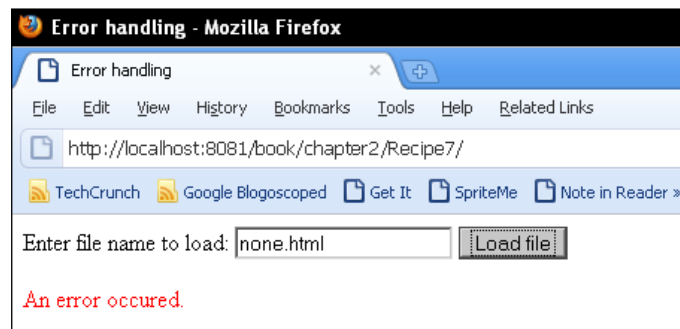 Error handling - Mozilla Firefox
Error handling
File Edit View History Bookmarks Tools Help Related Links
http://localhost:8081/book/chapter2/Recipe7/
TechCrunch Google Blogoscoped Get It SpriteMe Note in Reader »
Enter file name to load: none.html Load file
An error occured.